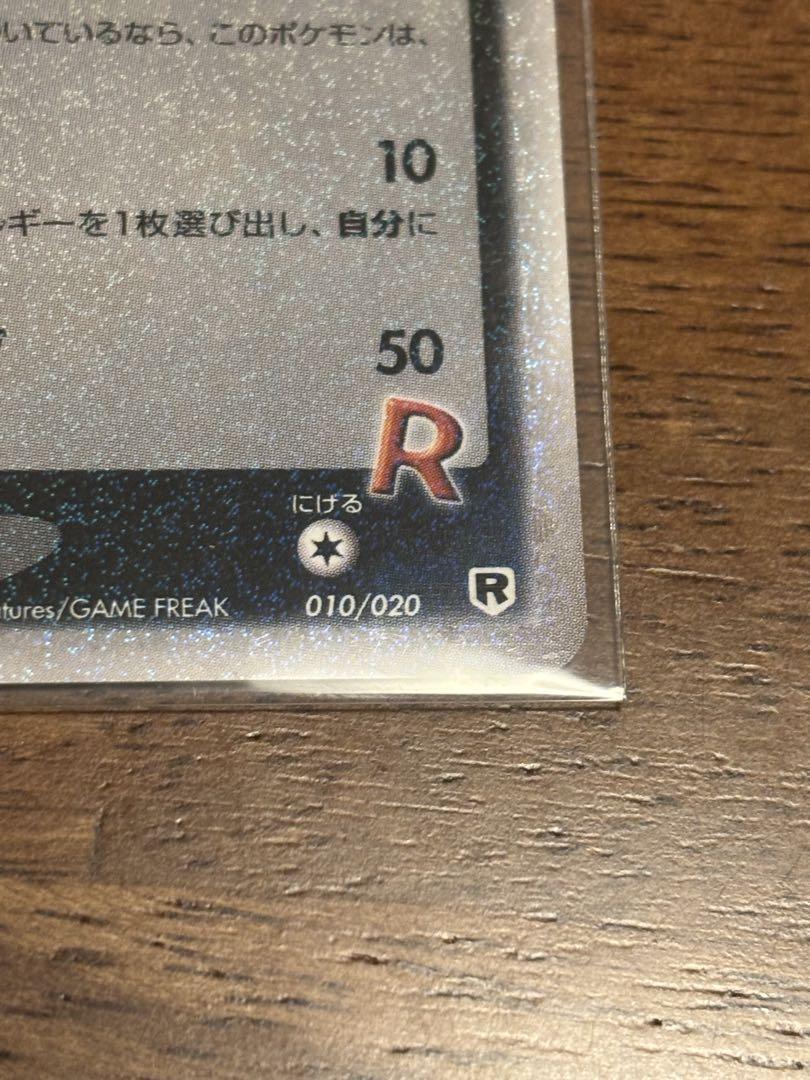 いているなら、このポケモンは、
10
ギーを1枚選び出し、自分に
50
R
にげる
tures/GAME FREAK 010/020 R